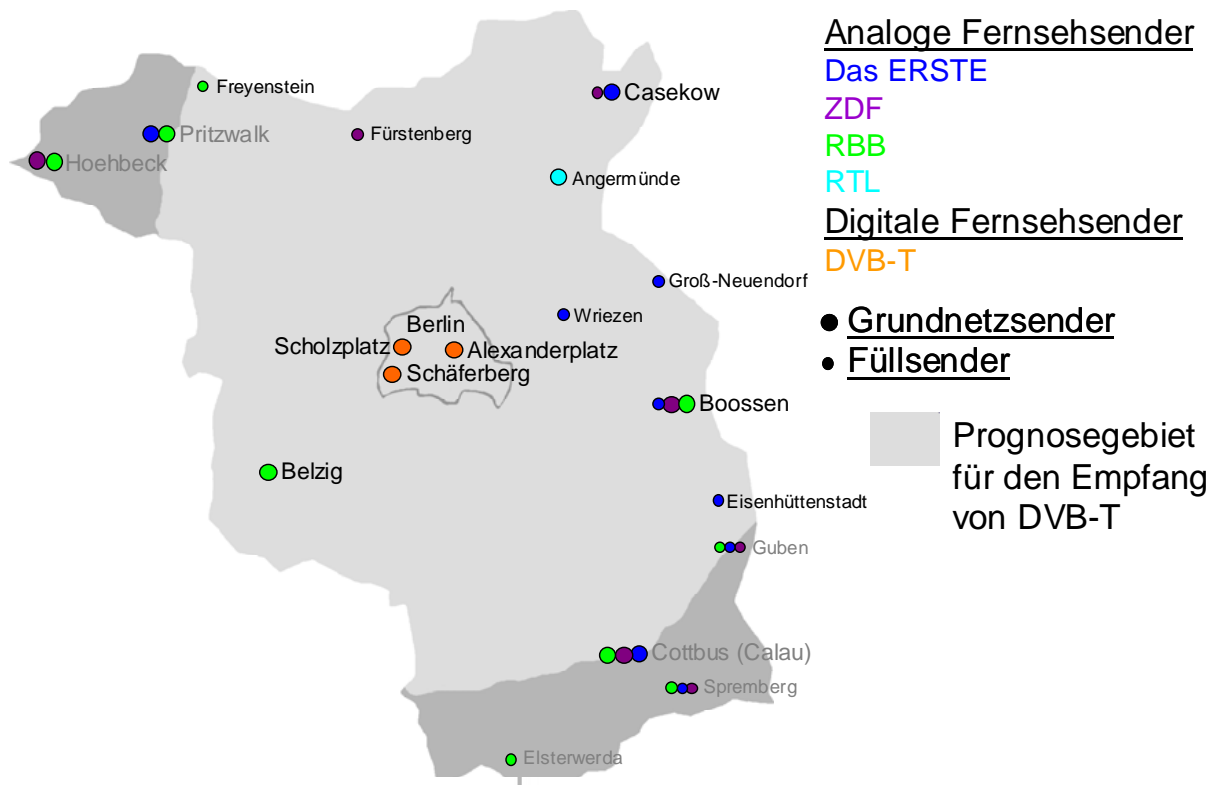 Analoge Fernsehsender
Das ERSTE
ZDF
RBB
RTL
Digitale Fernsehsender
DVB-T
Grundnetzsender
Füllsender
Prognosegebiet
für den Empfang
von DVB-T
Freyenstein
Casekow
Pritzwalk
Fürstenberg
Hoehbeck
Angermünde
Groß-Neuendorf
Wriezen
Berlin
Scholzplatz
Alexanderplatz
Schäferberg
Boossen
Belzig
Eisenhüttenstadt
Guben
Cottbus (Calau)
Spremberg
Elsterwerda